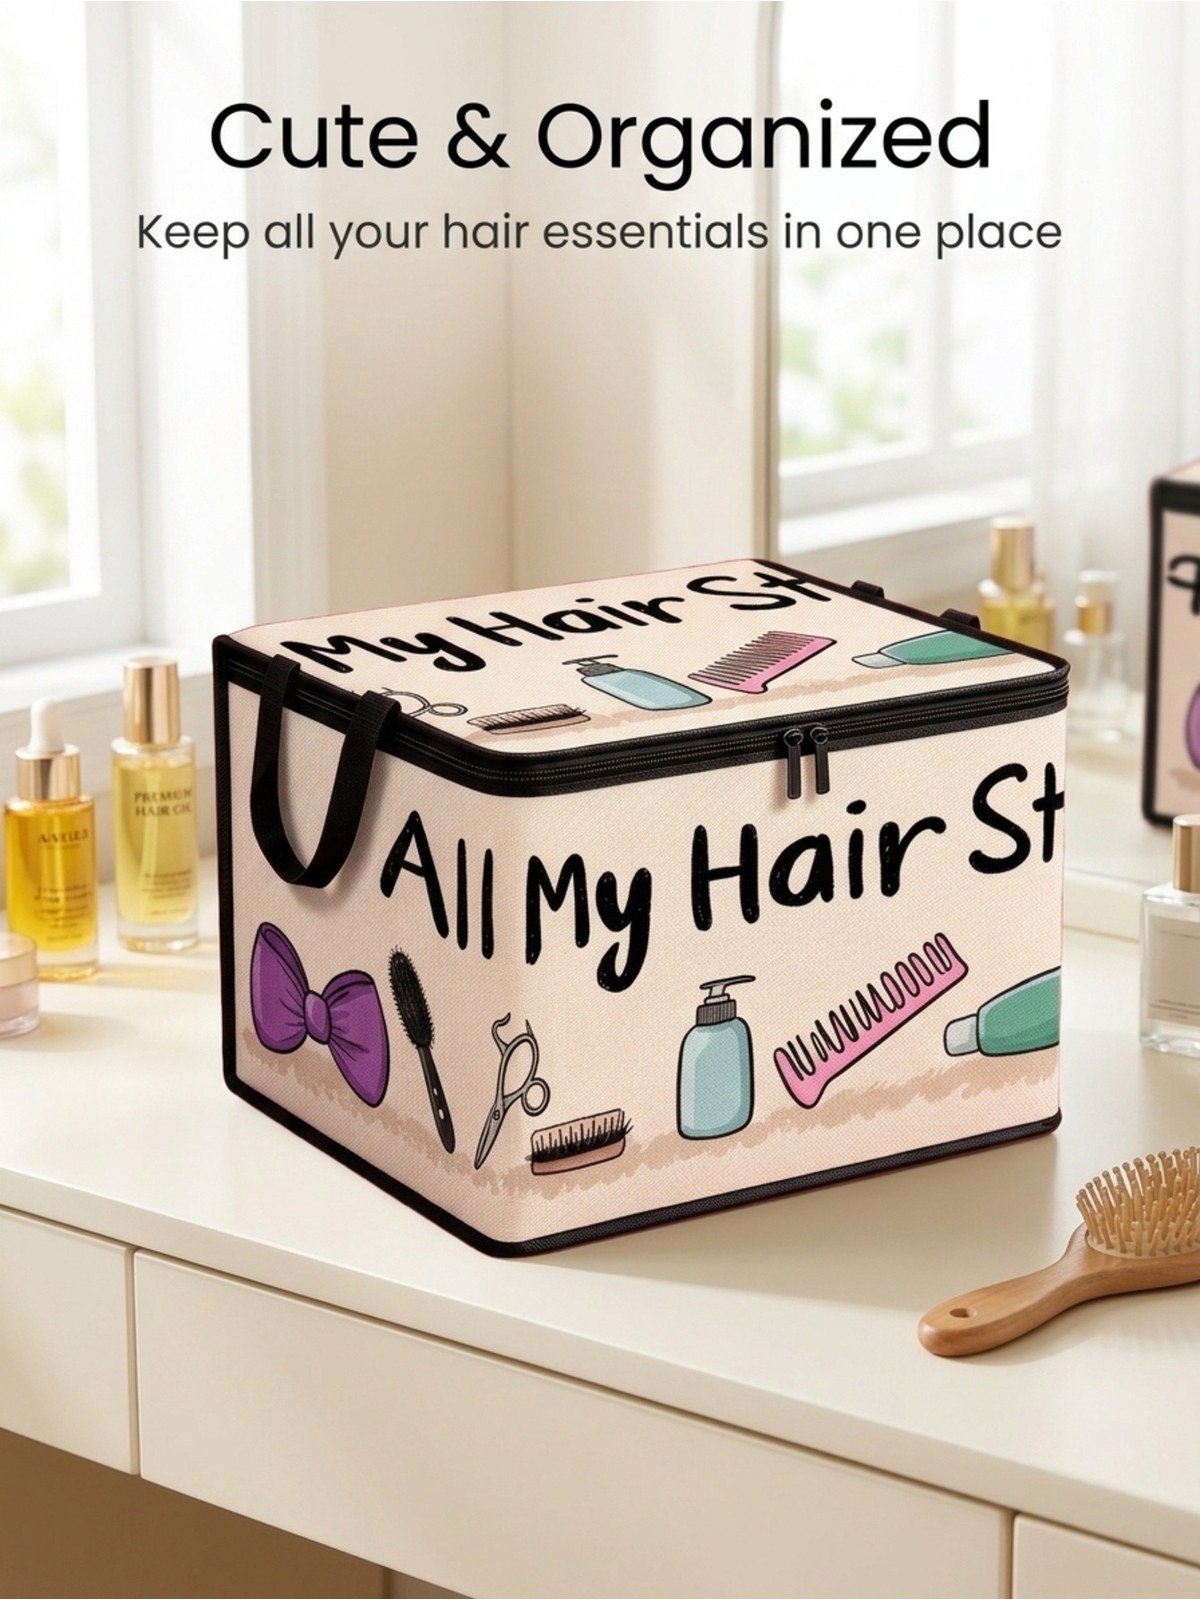 Cute & Organized
Keep all your hair essentials in one place
My Hair St
All My Hair St
PREMIUM
HAIR OIL